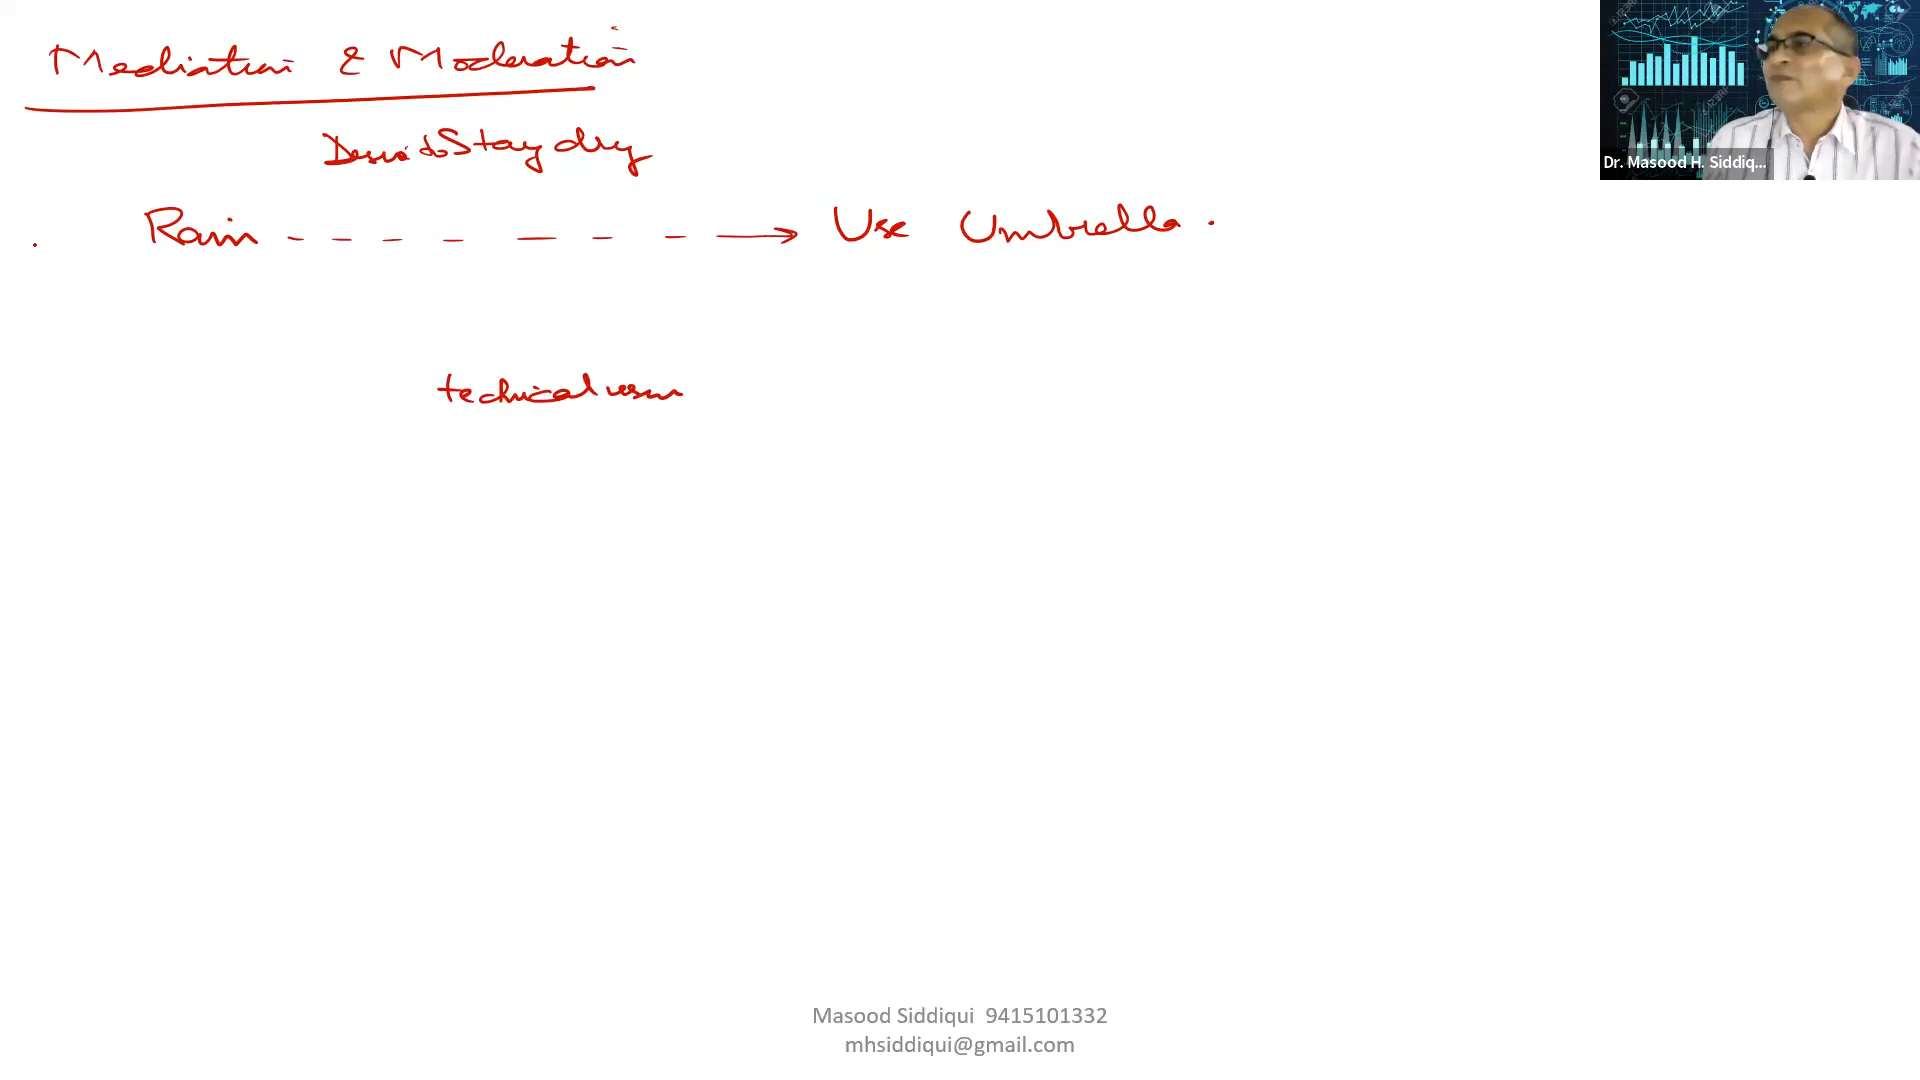 Mediation & Moderation
Desire to Stay dry
Rain - - - - - - - → Use Umbrella .
technical
Dr. Masood H. Siddiq...
Masood Siddiqui 9415101332
mhsiddiqui@gmail.com